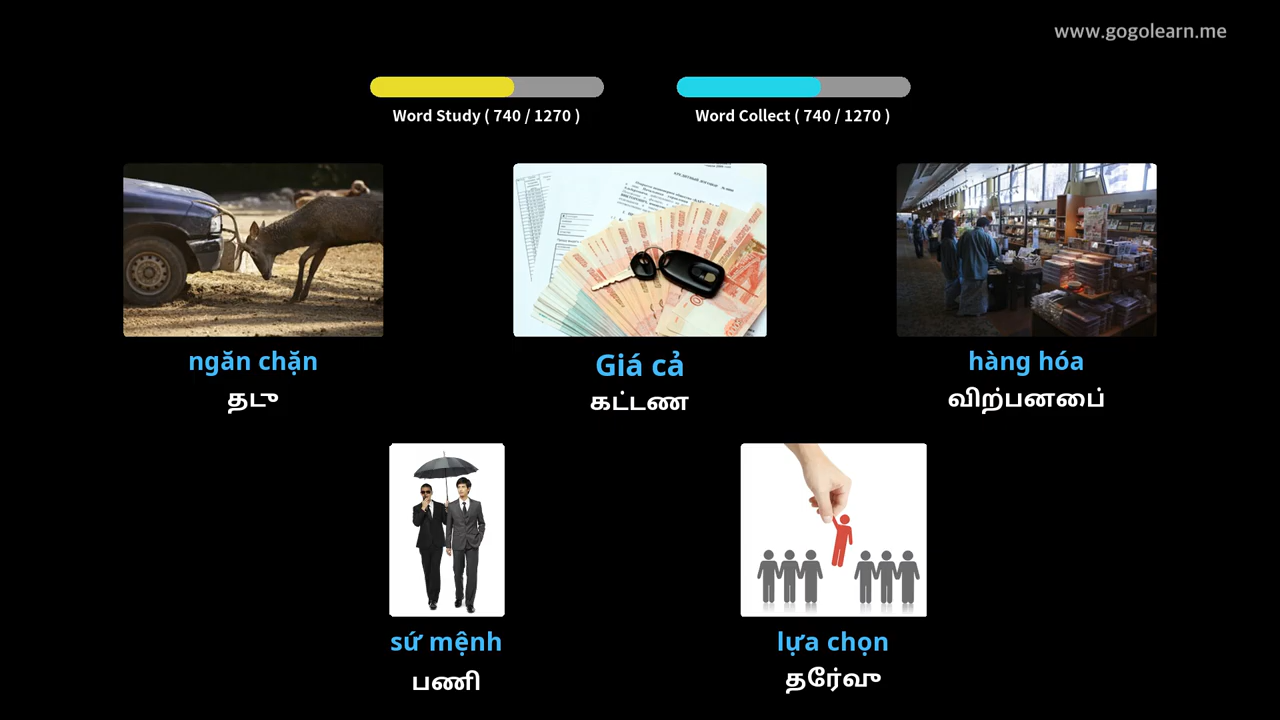 www.gogolearn.me
Word Study ( 740 / 1270 )
Word Collect ( 740 / 1270 )
ngăn chặn
தடு
Giá cả
கட்டண
hàng hóa
விற்பனைப்
sứ mệnh
பணி
lựa chọn
தேர்வு